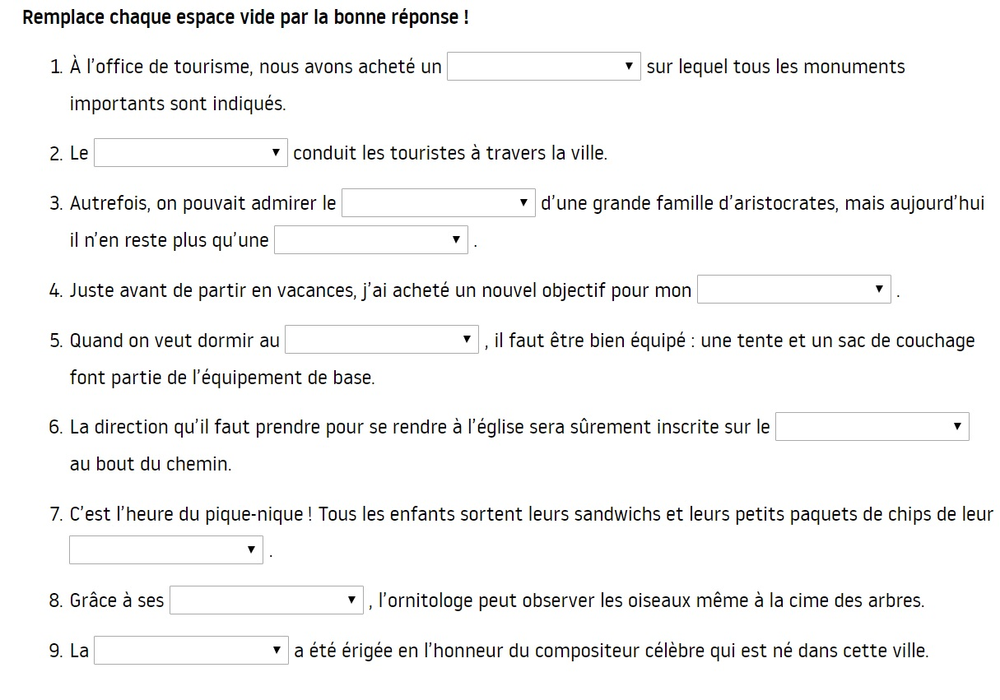 Remplace chaque espace vide par la bonne réponse !
1. À l'office de tourisme, nous avons acheté un sur lequel tous les monuments
importants sont indiqués.
2. Le conduit les touristes à travers la ville.
3. Autrefois, on pouvait admirer le d'une grande famille d'aristocrates, mais aujourd'hui
il n'en reste plus qu'une .
4. Juste avant de partir en vacances, j'ai acheté un nouvel objectif pour mon .
5. Quand on veut dormir au , il faut être bien équipé : une tente et un sac de couchage
font partie de l'équipement de base.
6. La direction qu'il faut prendre pour se rendre à l'église sera sûrement inscrite sur le
au bout du chemin.
7. C'est l'heure du pique-nique ! Tous les enfants sortent leurs sandwichs et leurs petits paquets de chips de leur
.
8. Grâce à ses , l'ornitologe peut observer les oiseaux même à la cime des arbres.
9. La a été érigée en l'honneur du compositeur célèbre qui est né dans cette ville.